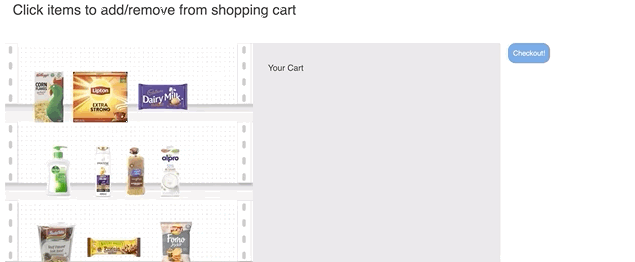 Click items to add/remove from shopping cart
Your Cart
Checkout!
CORN
FLAKES
Lipton
EXTRA
STRONG
Cadbury
Dairy Milk
alpro
Protein
Fomo